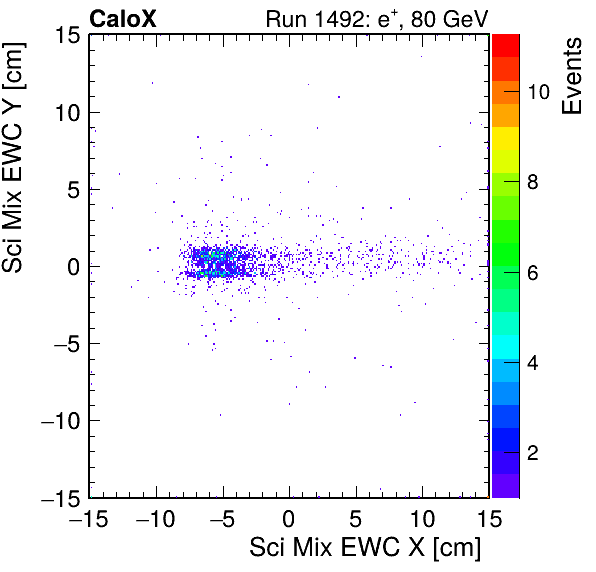 CaloX Run 1492: e+, 80 GeV
Sci Mix EWC Y [cm]
15
10
5
0
−5
−10
−15
−15 −10 −5 0 5 10 15
Sci Mix EWC X [cm]
Events
10
8
6
4
2